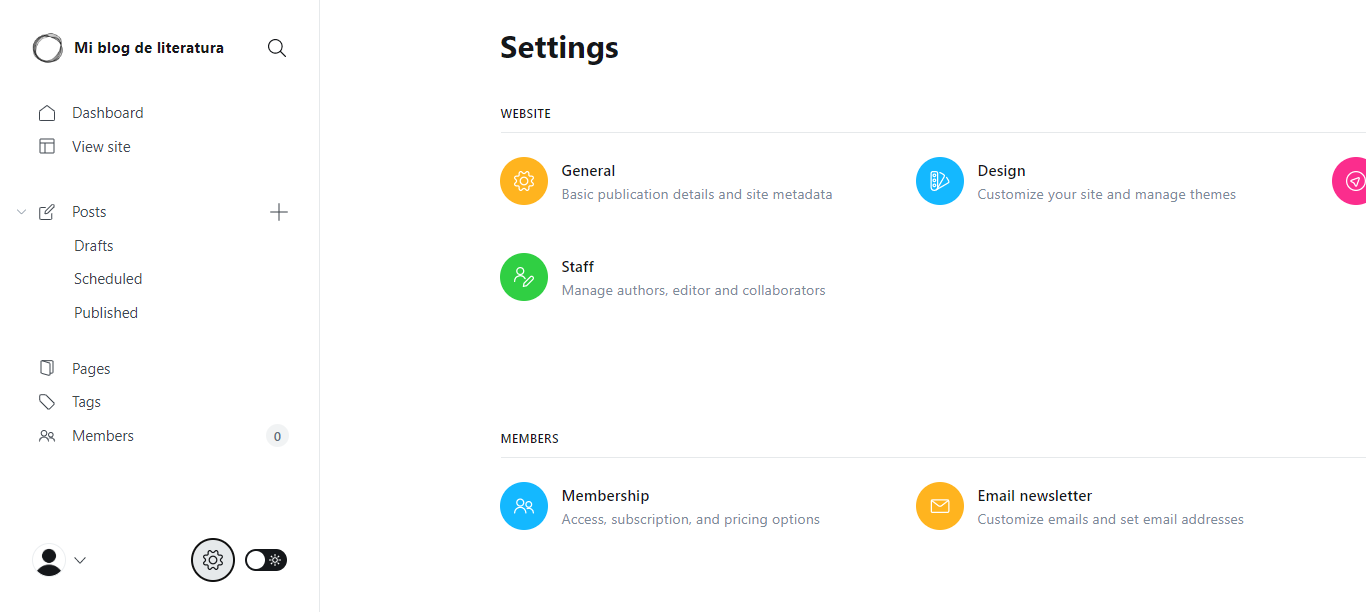 Mi blog de literatura
Dashboard
View site
Posts
Drafts
Scheduled
Published
Pages
Tags
Members
0
Settings
WEBSITE
General
Basic publication details and site metadata
Design
Customize your site and manage themes
Staff
Manage authors, editor and collaborators
MEMBERS
Membership
Access, subscription, and pricing options
Email newsletter
Customize emails and set email addresses